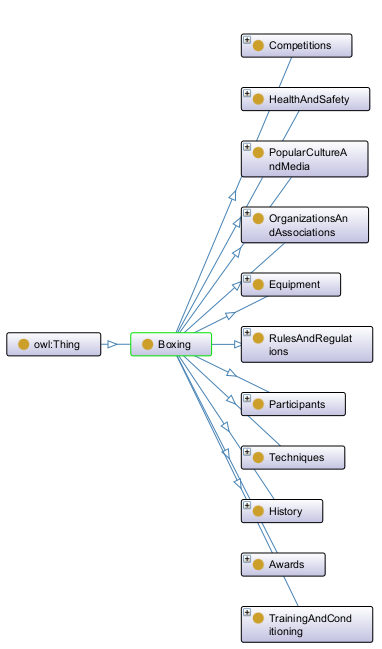 Competitions
HealthAndSafety
PopularCultureA
ndMedia
OrganizationsAn
dAssociations
Equipment
owl:Thing
Boxing
RulesAndRegulat
ions
Participants
Techniques
History
Awards
TrainingAndCond
itioning